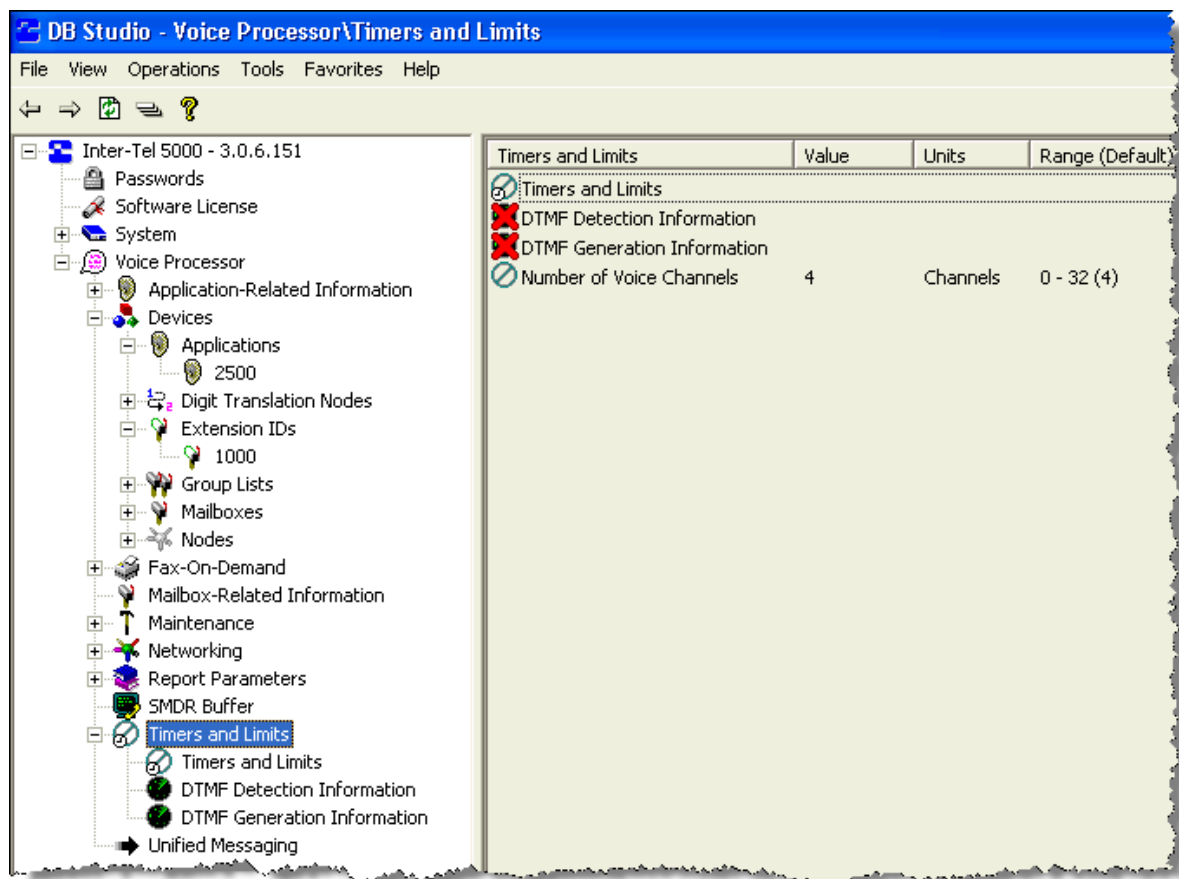 DB Studio - Voice Processor\Timers and Limits
File View Operations Tools Favorites Help
Inter-Tel 5000 - 3.0.6.151
Passwords
Software License
System
Voice Processor
Application-Related Information
Devices
Applications
2500
Digit Translation Nodes
Extension IDs
1000
Group Lists
Mailboxes
Nodes
Fax-On-Demand
Mailbox-Related Information
Maintenance
Networking
Report Parameters
SMDR Buffer
Timers and Limits
Timers and Limits
DTMF Detection Information
DTMF Generation Information
Unified Messaging
Timers and Limits Value Units Range (Default)
Timers and Limits
DTMF Detection Information
DTMF Generation Information
Number of Voice Channels 4 Channels 0 - 32 (4)